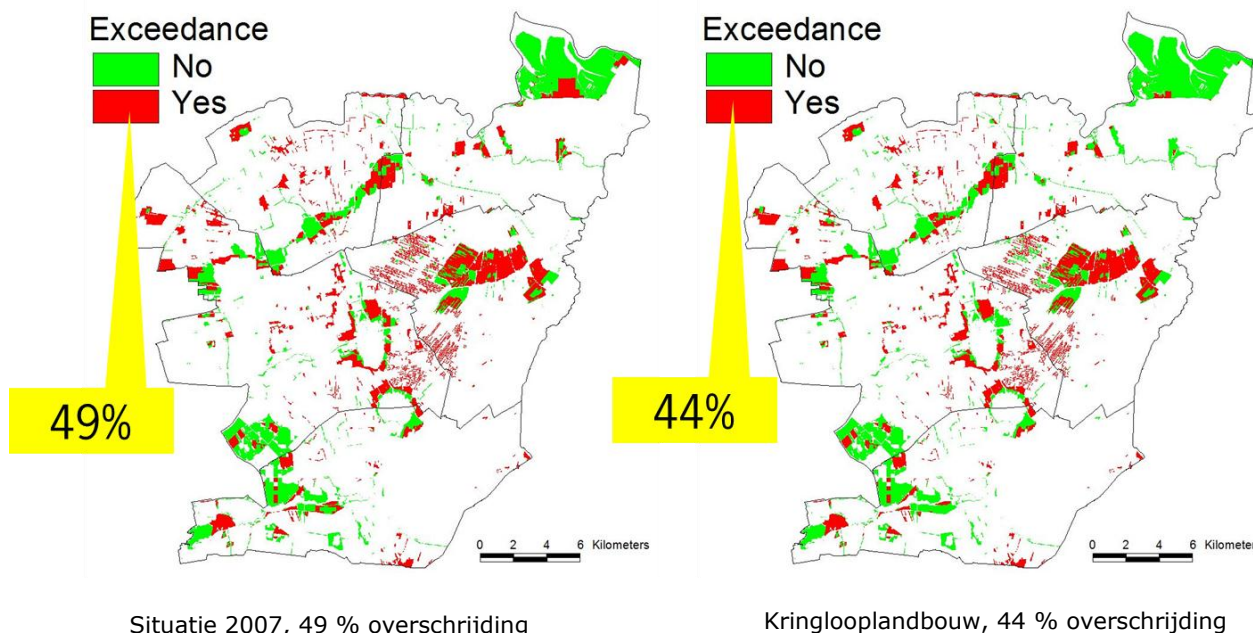 Exceedance
No
Yes
49%
0 2 4 6 Kilometers
Situatie 2007, 49 % overschrijding
Exceedance
No
Yes
44%
0 2 4 6 Kilometers
Kringlooplandbouw, 44 % overschrijding